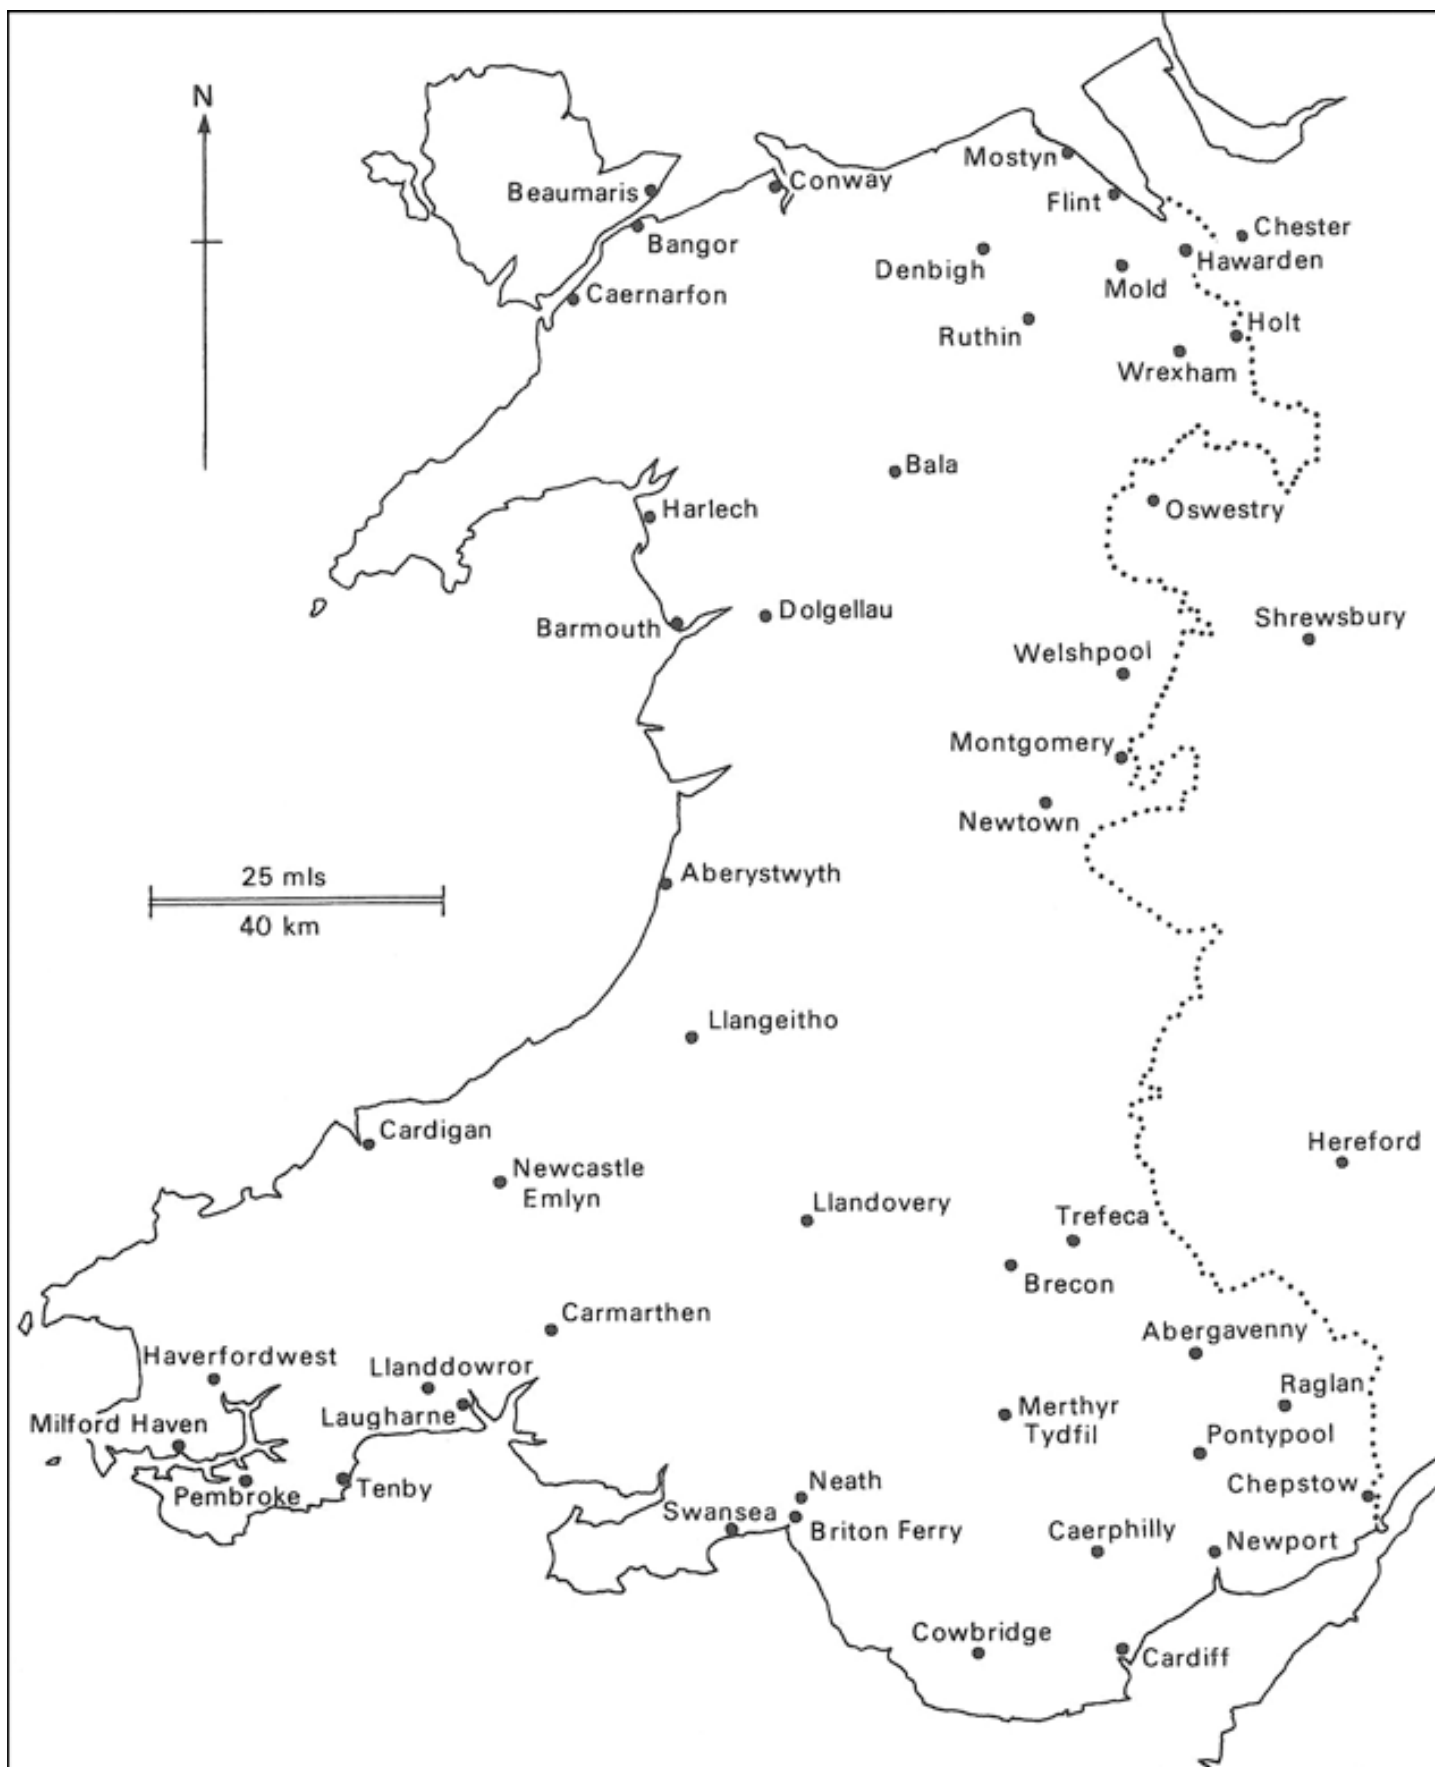 N
Mostyn
Conway
Beaumaris
Flint
Chester
Bangor
Hawarden
Denbigh
Mold
Caernarfon
Holt
Ruthin
Wrexham
Bala
Harlech
Oswestry
Dolgellau
Shrewsbury
Barmouth
Welshpool
Montgomery
Newtown
25 mls
Aberystwyth
40 km
Llangeitho
Cardigan
Hereford
Newcastle
Emlyn
Llandovery
Trefeca
Brecon
Carmarthen
Abergavenny
Haverfordwest
Llanddowror
Raglan
Laugharne
Merthyr
Tydfil
Milford Haven
Pontypool
Neath
Chepstow
Pembroke
Tenby
Swansea
Briton Ferry
Caerphilly
Newport
Cowbridge
Cardiff